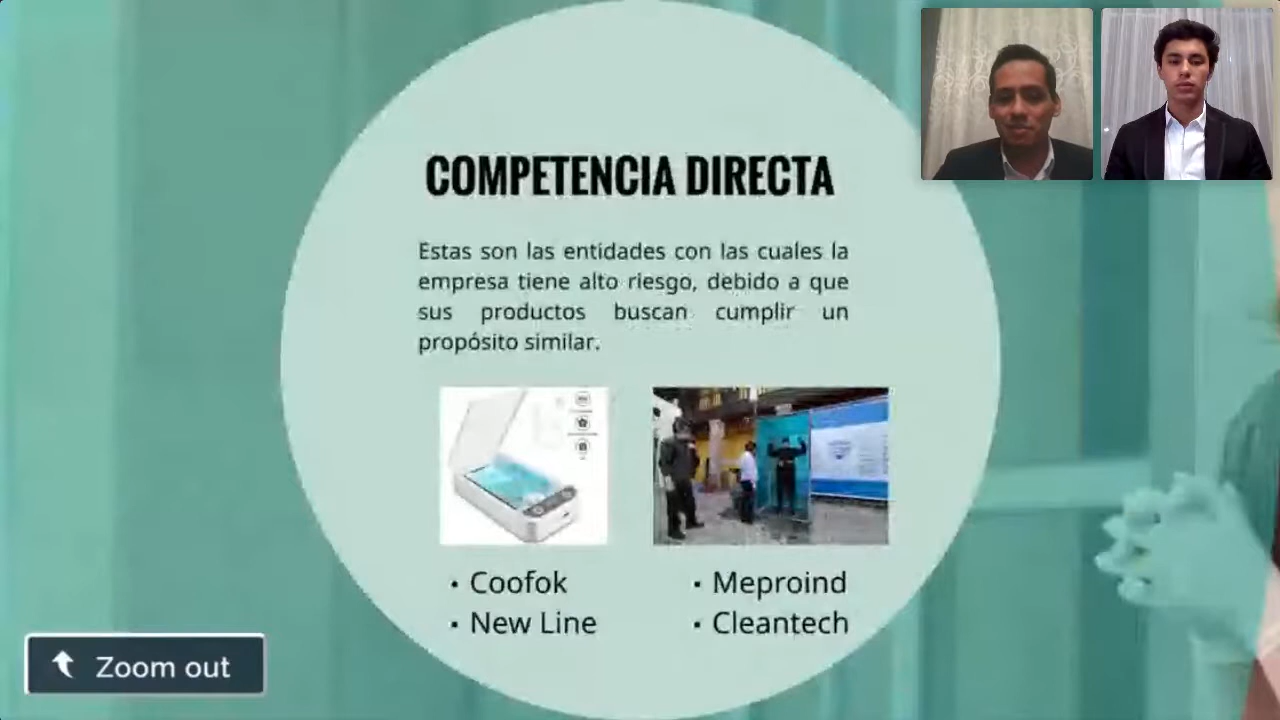 COMPETENCIA DIRECTA
Estas son las entidades con las cuales la
empresa tiene alto riesgo, debido a que
sus productos buscan cumplir un
propósito similar.
• Coofok
• New Line
• Meproind
• Cleantech
Zoom out